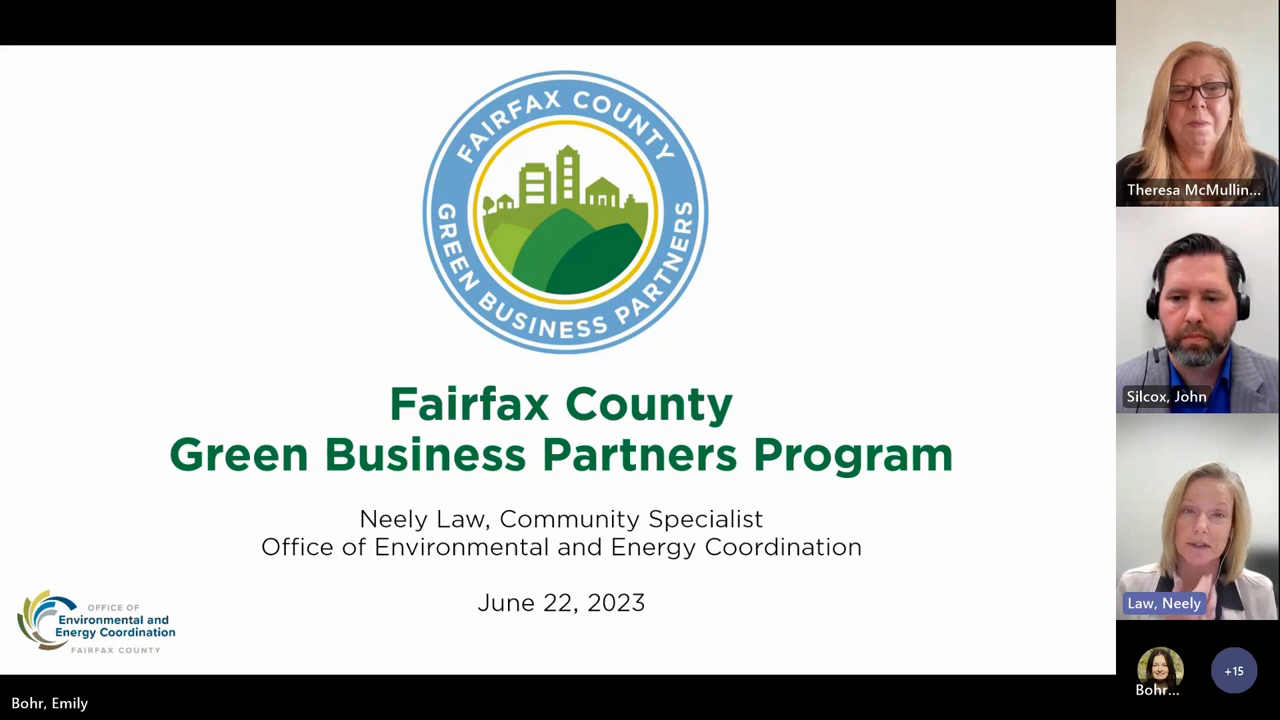 FAIRFAX COUNTY
GREEN BUSINESS PARTNERS
Fairfax County
Green Business Partners Program
Neely Law, Community Specialist
Office of Environmental and Energy Coordination
June 22, 2023
OFFICE OF
Environmental and
Energy Coordination
FAIRFAX COUNTY
Bohr, Emily
Theresa McMullin...
Silcox, John
Law, Neely
Bohr...
+15